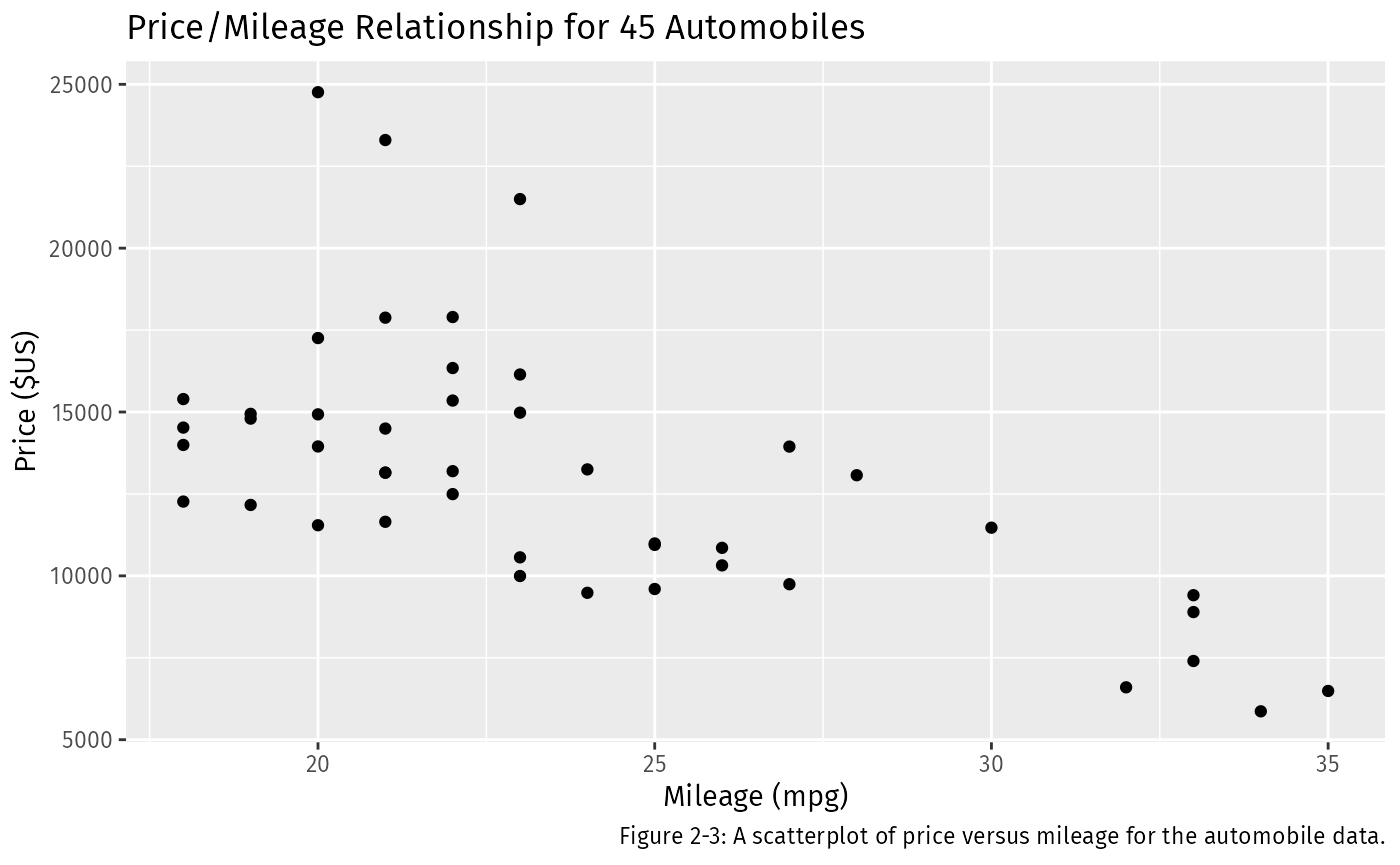 Price/Mileage Relationship for 45 Automobiles
25000
20000
15000
10000
5000
Price ($US)
20 25 30 35
Mileage (mpg)
Figure 2-3: A scatterplot of price versus mileage for the automobile data.